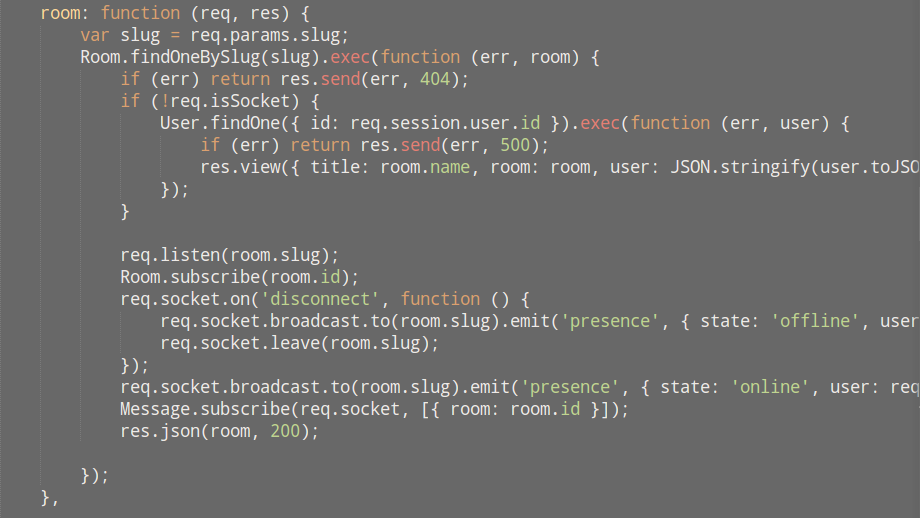 room: function (req, res) {
    var slug = req.params.slug;
    Room.findOneBySlug(slug).exec(function (err, room) {
        if (err) return res.send(err, 404);
        if (!req.isSocket) {
            User.findOne({ id: req.session.user.id }).exec(function (err, user) {
                if (err) return res.send(err, 500);
                res.view({ title: room.name, room: room, user: JSON.stringify(user.toJSO
            });
        }

        req.listen(room.slug);
        Room.subscribe(room.id);
        req.socket.on('disconnect', function () {
            req.socket.broadcast.to(room.slug).emit('presence', { state: 'offline', user
            req.socket.leave(room.slug);
        });
        req.socket.broadcast.to(room.slug).emit('presence', { state: 'online', user: req
        Message.subscribe(req.socket, [{ room: room.id }]);
        res.json(room, 200);

    });
},